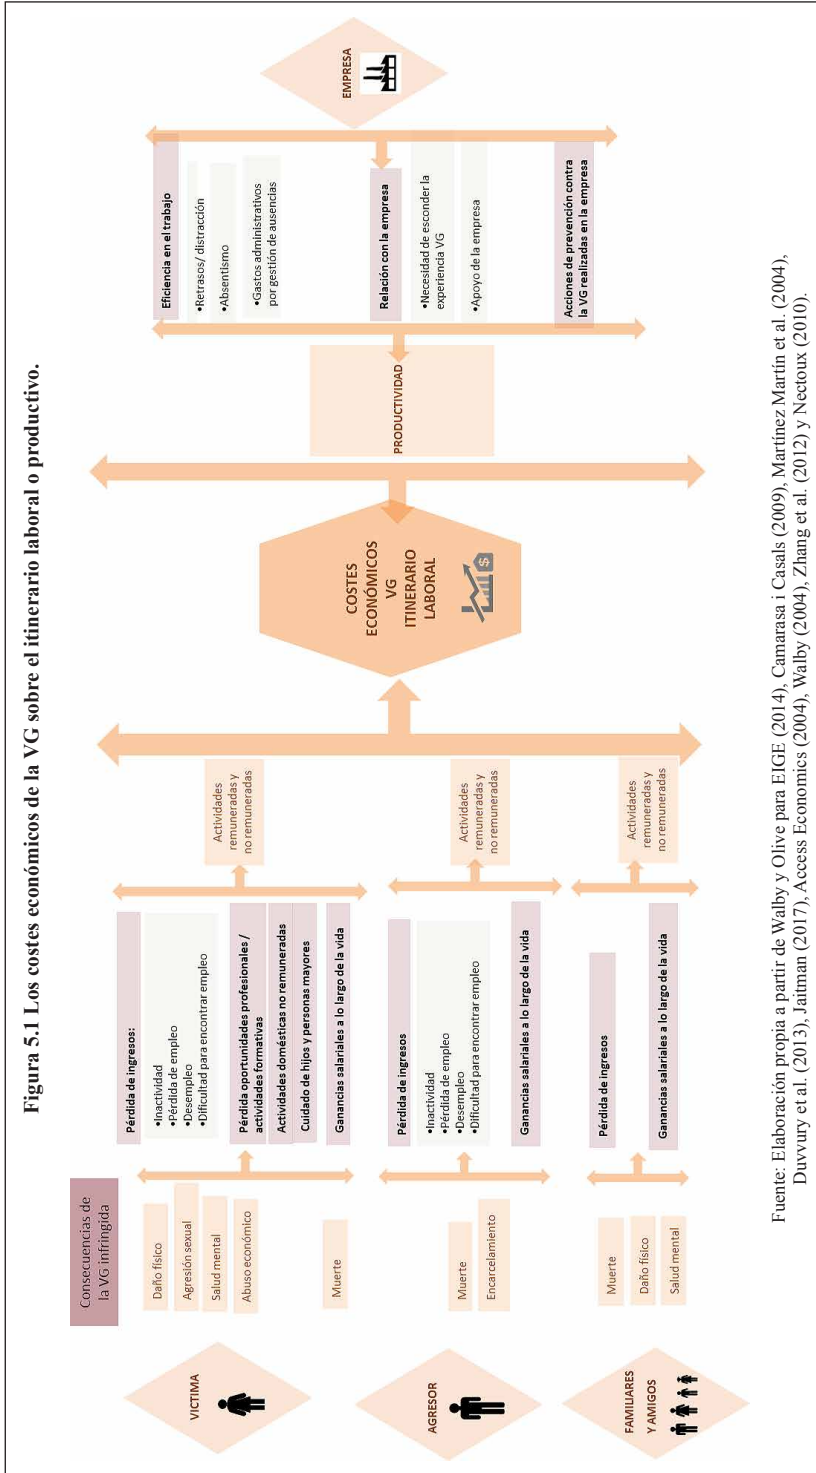 Figura 5.1 Los costes económicos de la VG sobre el itinerario laboral o productivo.
Consecuencias de
la VG infringida
VICTIMA
Daño físico
Agresión sexual
Salud mental
Abuso económico
Muerte
Pérdida de ingresos:
•Inactividad
•Pérdida de empleo
•Desempleo
•Dificultad para encontrar empleo
Pérdida oportunidades profesionales /
actividades formativas
Actividades domésticas no remuneradas
Cuidado de hijos y personas mayores
Ganancias salariales a lo largo de la vida
Actividades
remuneradas y
no remuneradas
AGRESOR
Muerte
Encarcelamiento
Pérdida de ingresos
•Inactividad
•Pérdida de empleo
•Desempleo
•Dificultad para encontrar empleo
Ganancias salariales a lo largo de la vida
Actividades
remuneradas y
no remuneradas
FAMILIARES
Y AMIGOS
Muerte
Daño físico
Salud mental
Pérdida de ingresos
Ganancias salariales a lo largo de la vida
Actividades
remuneradas y
no remuneradas
COSTES
ECONÓMICOS
VG
ITINERARIO
LABORAL
$
PRODUCTIVIDAD
Eficiencia en el trabajo
•Retrasos/ distracción
•Absentismo
•Gastos administrativos
por gestión de ausencias
Relación con la empresa
•Necesidad de esconder la
experiencia VG
•Apoyo de la empresa
Acciones de prevención contra
la VG realizadas en la empresa
EMPRESA
Fuente: Elaboración propia a partir de Walby y Olive para EIGE (2014), Camarasa i Casals (2009), Martínez Martín et al. (2004),
Duvvury et al. (2013), Jaitman (2017), Access Economics (2004), Walby (2004), Zhang et al. (2012) y Nectoux (2010).